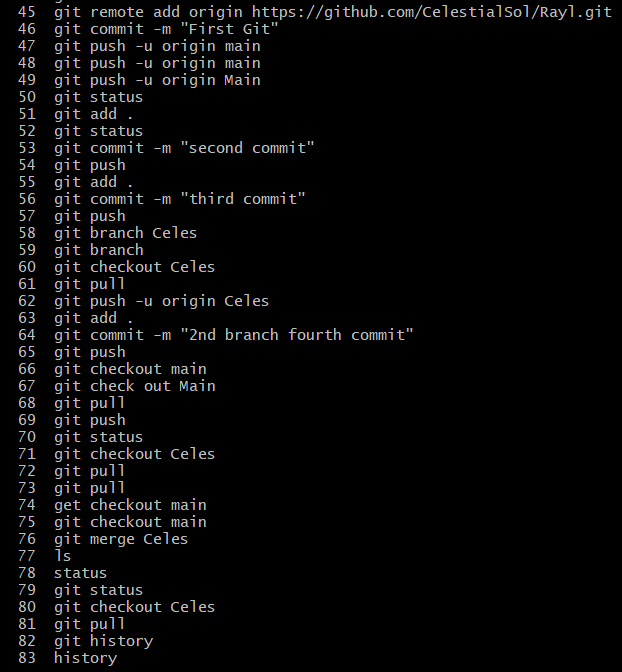 45 git remote add origin https://github.com/CelestialSol/Rayl.git
46 git commit -m "First Git"
47 git push -u origin main
48 git push -u origin main
49 git push -u origin Main
50 git status
51 git add .
52 git status
53 git commit -m "second commit"
54 git push
55 git add .
56 git commit -m "third commit"
57 git push
58 git branch Celes
59 git branch
60 git checkout Celes
61 git pull
62 git push -u origin Celes
63 git add .
64 git commit -m "2nd branch fourth commit"
65 git push
66 git checkout main
67 git check out Main
68 git pull
69 git push
70 git status
71 git checkout Celes
72 git pull
73 git pull
74 get checkout main
75 git checkout main
76 git merge Celes
77 ls
78 status
79 git status
80 git checkout Celes
81 git pull
82 git history
83 history